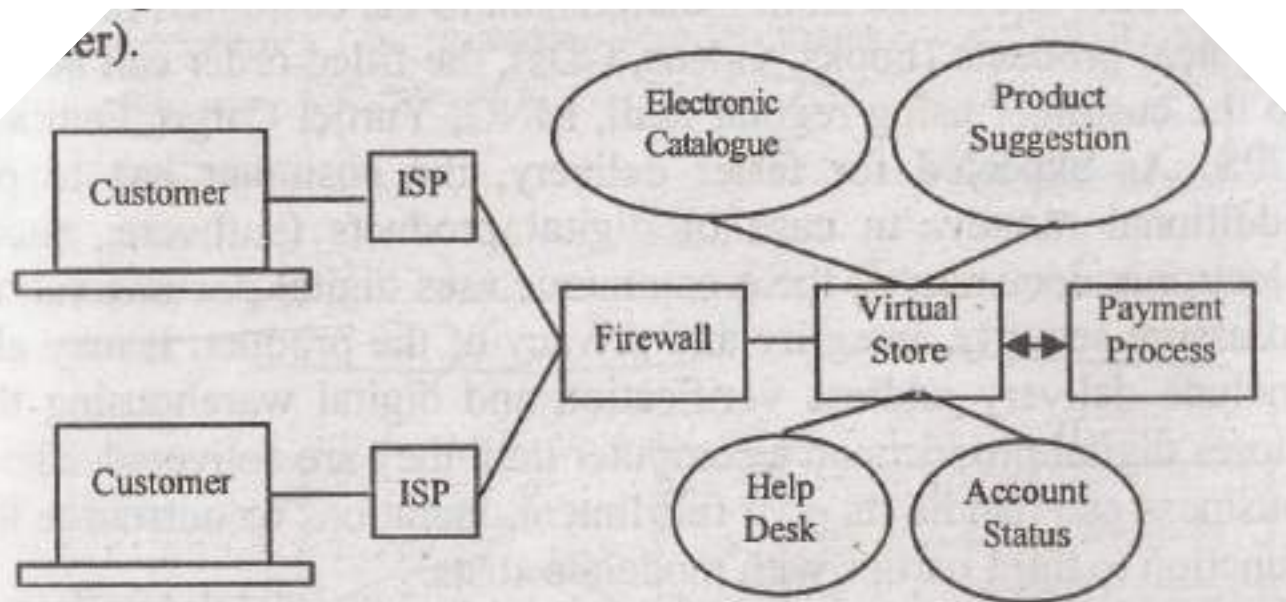 er).
Electronic
Catalogue
Product
Suggestion
Customer
ISP
Firewall
Virtual
Store
Payment
Process
Customer
ISP
Help
Desk
Account
Status